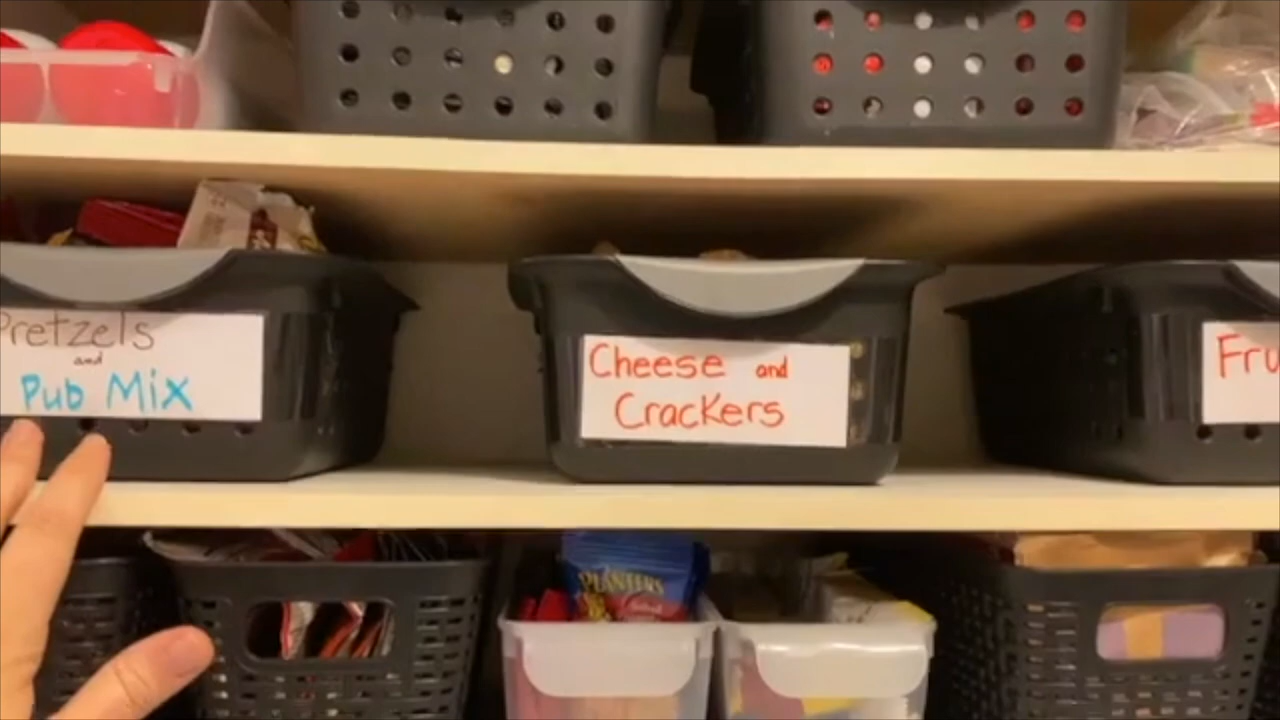 Pretzels
and
Pub Mix
Cheese and
Crackers
Fru
PLANTERS